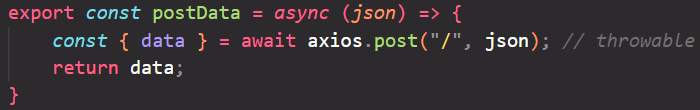 export const postData = async (json) => {
    const { data } = await axios.post("/", json); // throwable
    return data;
}